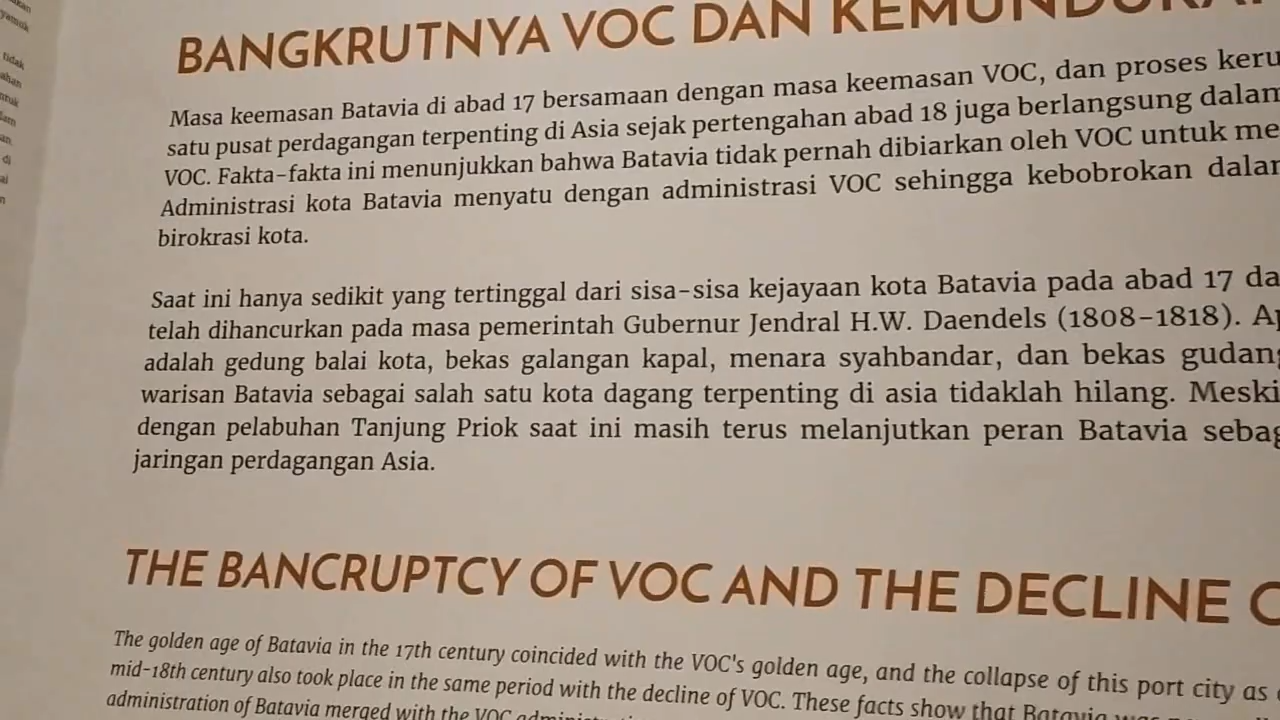 BANGKRUTNYA VOC DAN
Masa keemasan Batavia di abad 17 bersamaan dengan masa keemasan VOC, dan proses
satu pusat perdagangan terpenting di Asia sejak pertengahan abad 18 juga berlangsung dalam
VOC. Fakta-fakta ini menunjukkan bahwa Batavia tidak pernah dibiarkan oleh VOC untuk
Administrasi kota Batavia menyatu dengan administrasi VOC sehingga kebobrokan
birokrasi kota.
Saat ini hanya sedikit yang tertinggal dari sisa-sisa kejayaan kota Batavia pada abad 17
telah dihancurkan pada masa pemerintah Gubernur Jendral H.W. Daendels (1808-1818).
adalah gedung balai kota, bekas galangan kapal, menara syahbandar, dan bekas
warisan Batavia sebagai salah satu kota dagang terpenting di asia tidaklah hilang.
dengan pelabuhan Tanjung Priok saat ini masih terus melanjutkan peran Batavia
jaringan perdagangan Asia.
THE BANCRUPTCY OF VOC AND THE DECLINE
The golden age of Batavia in the 17th century coincided with the VOC's golden age, and the collapse of this port city as
mid-18th century also took place in the same period with the decline of VOC. These facts show that Batavia
administration of Batavia merged with the VOC